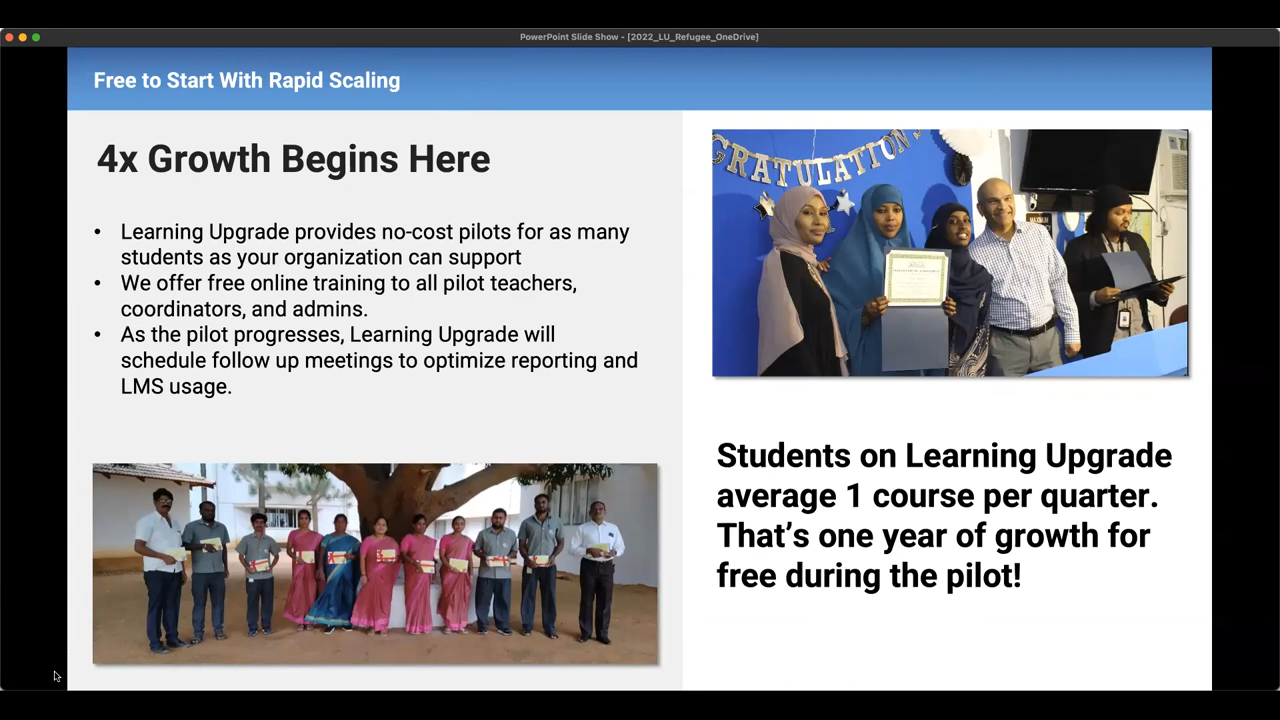 PowerPoint Slide Show - [2022_LU_Refugee_OneDrive]
Free to Start With Rapid Scaling
4x Growth Begins Here
• Learning Upgrade provides no-cost pilots for as many
students as your organization can support
• We offer free online training to all pilot teachers,
coordinators, and admins.
• As the pilot progresses, Learning Upgrade will
schedule follow up meetings to optimize reporting and
LMS usage.
GRATULATIONS
Students on Learning Upgrade
average 1 course per quarter.
That’s one year of growth for
free during the pilot!